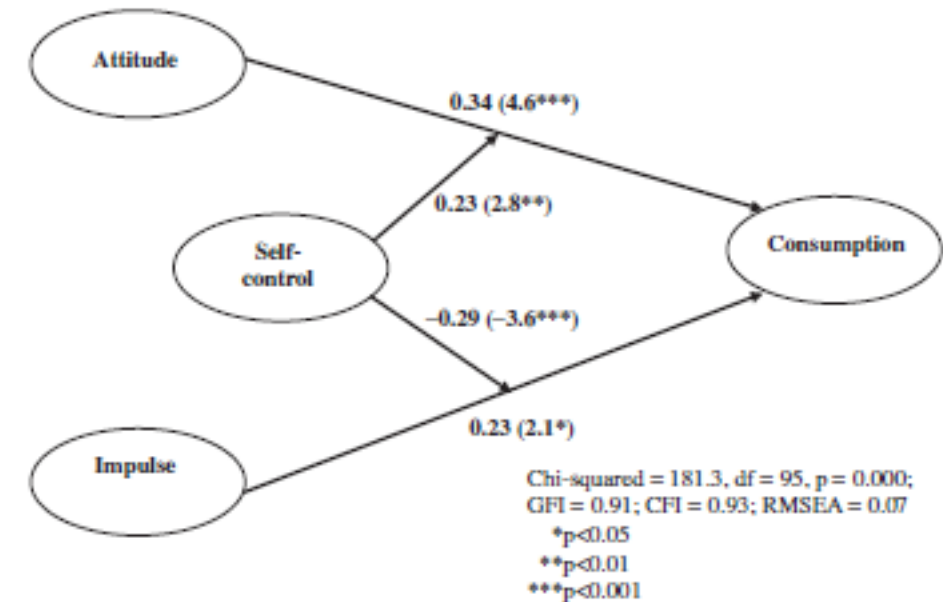 Attitude
0.34 (4.6***)
0.23 (2.8**)
Self-
control
Consumption
–0.29 (–3.6***)
0.23 (2.1*)
Impulse
Chi-squared = 181.3, df = 95, p = 0.000;
GFI = 0.91; CFI = 0.93; RMSEA = 0.07
*p<0.05
**p<0.01
***p<0.001